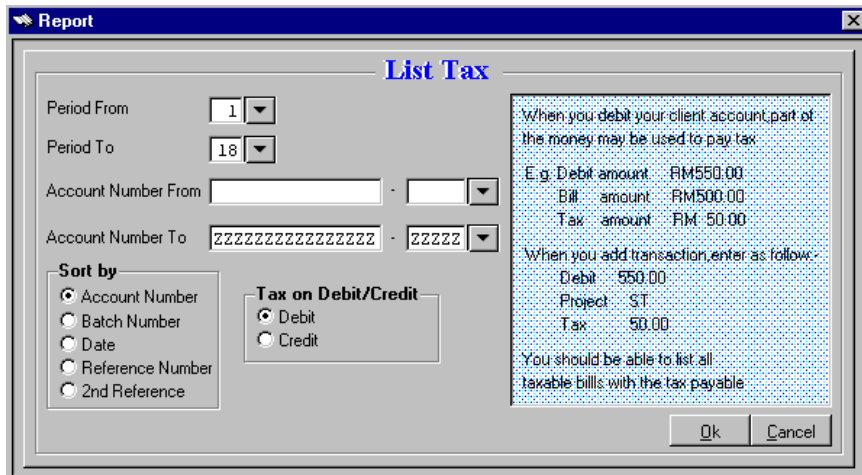 Report
List Tax
Period From 1
Period To 18
Account Number From -
Account Number To ZZZZZZZZZZZZZZZZ - ZZZZZ
Sort by
Account Number
Batch Number
Date
Reference Number
2nd Reference
Tax on Debit/Credit
Debit
Credit
When you debit your client account,part of
the money may be used to pay tax
E.g. Debit amount RM550.00
Bill amount RM500.00
Tax amount RM 50.00
When you add transaction,enter as follow:-
Debit 550.00
Project ST
Tax 50.00
You should be able to list all
taxable bills with the tax payable
Ok Cancel